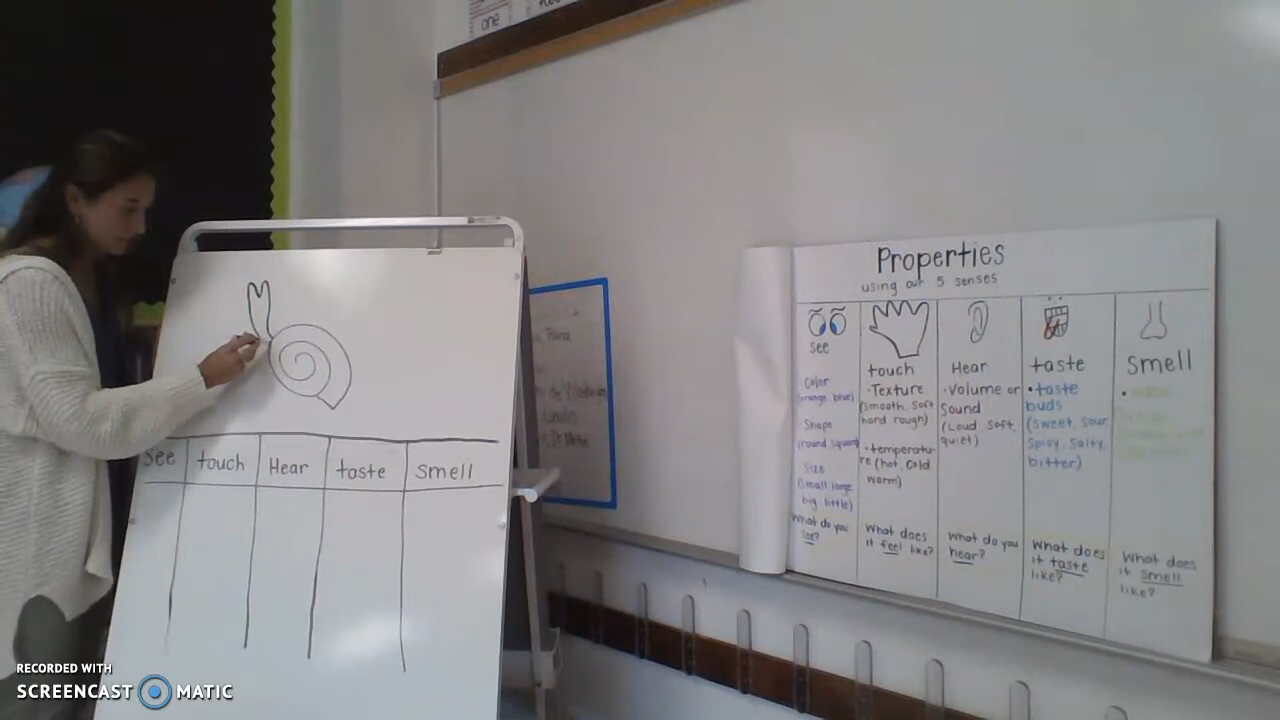 one
Properties
using our 5 senses
see
Color
(orange, blue)
· Shape
(round, square)
Size
(Small large
big, little)
What do you
see?
touch
· Texture
(smooth, soft
hard rough)
· temperatu-
re (hot, cold
warm)
What does
it feel like?
Hear
· Volume or
Sound
(Loud, Soft,
quiet)
What do you
hear?
taste
• taste
buds
(sweet, sour
Spicy, Salty,
bitter)
What does
it taste
like?
smell
What does
it smell
like?
See touch Hear taste Smell
RECORDED WITH
SCREENCAST MATIC